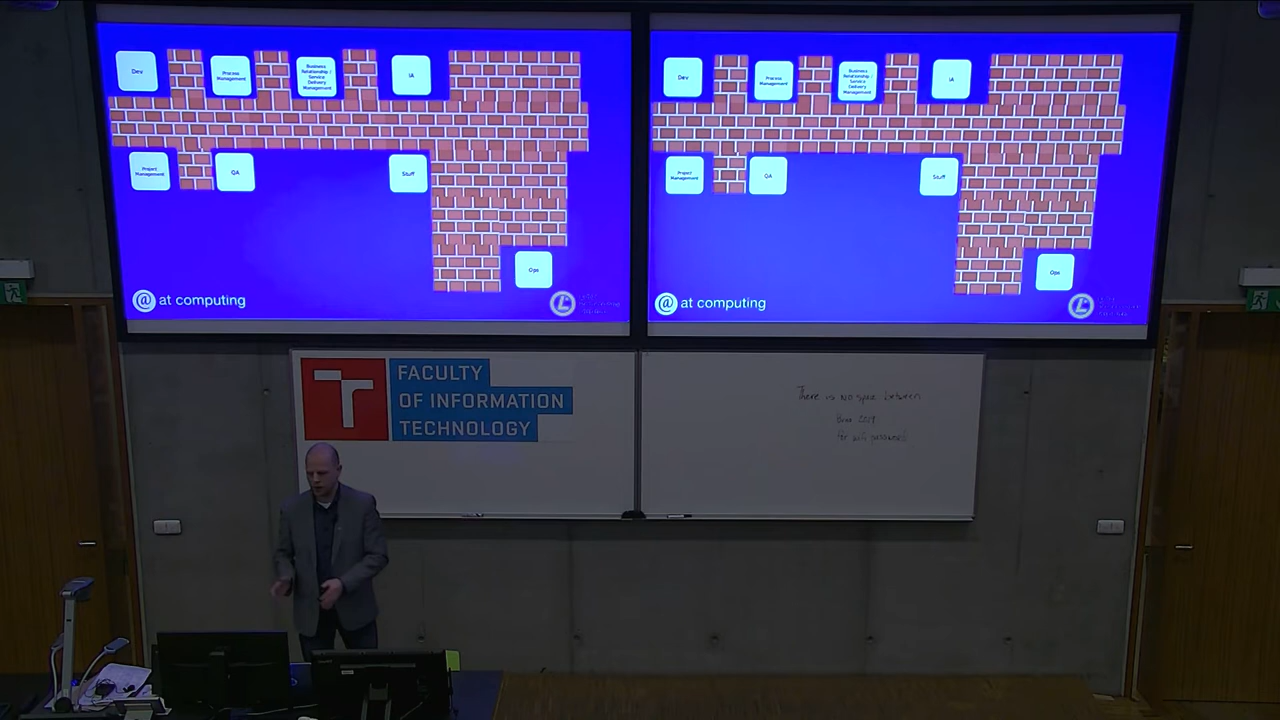 Dev
Process
Management
Business
Relationship /
Service
Delivery
Management
IA
Project
Management
QA
Stuff
Ops
@ at computing
Dev
Process
Management
Business
Relationship /
Service
Delivery
Management
IA
Project
Management
QA
Stuff
Ops
@ at computing
FACULTY
OF INFORMATION
TECHNOLOGY
There is NO space between
2019